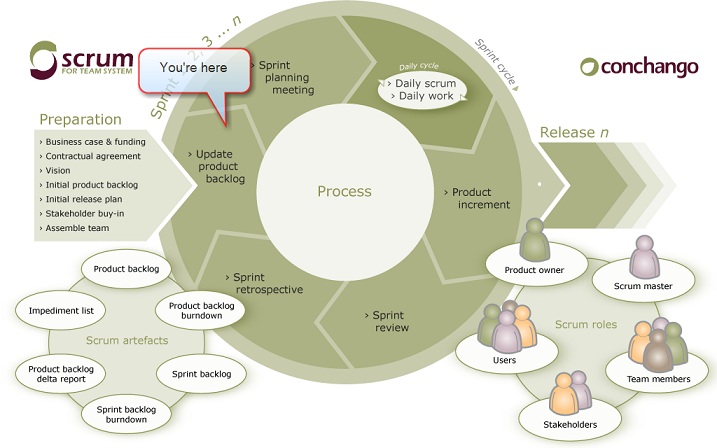 scrum
FOR TEAM SYSTEM
Sprint 1, 2, 3 ... n
You're here
› Sprint
planning
meeting
Daily cycle
› Daily scrum
› Daily work
Sprint cycle
conchango
Preparation
› Business case & funding
› Contractual agreement
› Vision
› Initial product backlog
› Initial release plan
› Stakeholder buy-in
› Assemble team
› Update
product
backlog
Process
› Product
increment
Release n
› Sprint
retrospective
› Sprint
review
Product backlog
Impediment list
Product backlog
burndown
Scrum artefacts
Product backlog
delta report
Sprint backlog
Sprint backlog
burndown
Product owner
Scrum master
Scrum roles
Users
Team members
Stakeholders